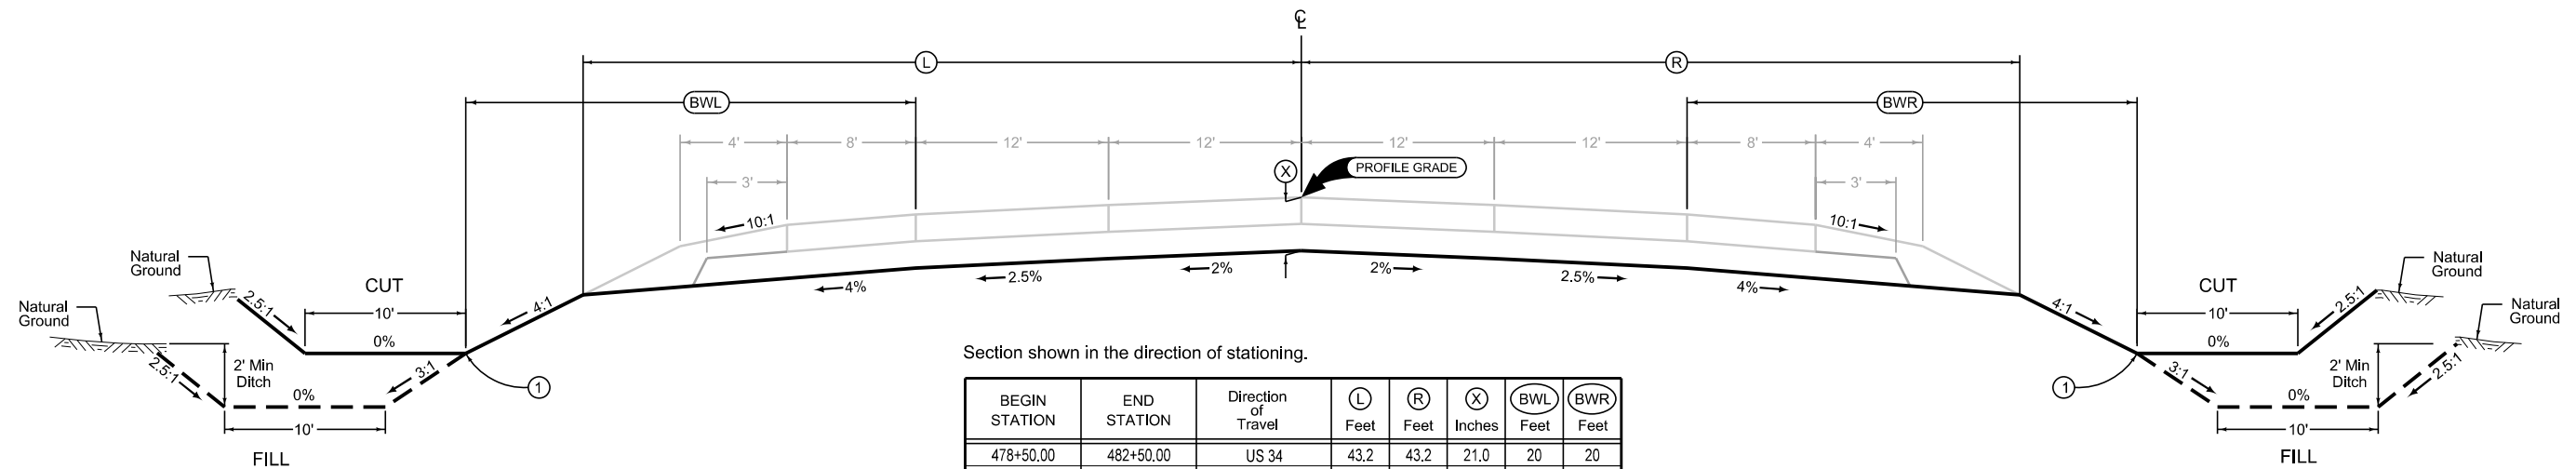 ℄
L
R
BWL
BWR
4'
8'
12'
12'
12'
12'
8'
4'
3'
X
PROFILE GRADE
3'
10:1
10:1
Natural
Ground
CUT
2.5:1
10'
0%
4:1
4%
2.5%
2%
2%
2.5%
4%
4:1
CUT
10'
0%
2.5:1
Natural
Ground
Natural
Ground
2.5:1
2' Min
Ditch
0%
3:1
1
10'
FILL
1
3:1
0%
2' Min
Ditch
2.5:1
Natural
Ground
10'
FILL
Section shown in the direction of stationing.
BEGIN STATION
END STATION
Direction of Travel
L Feet
R Feet
X Inches
BWL Feet
BWR Feet
478+50.00 482+50.00 US 34 43.2 43.2 21.0 20 20